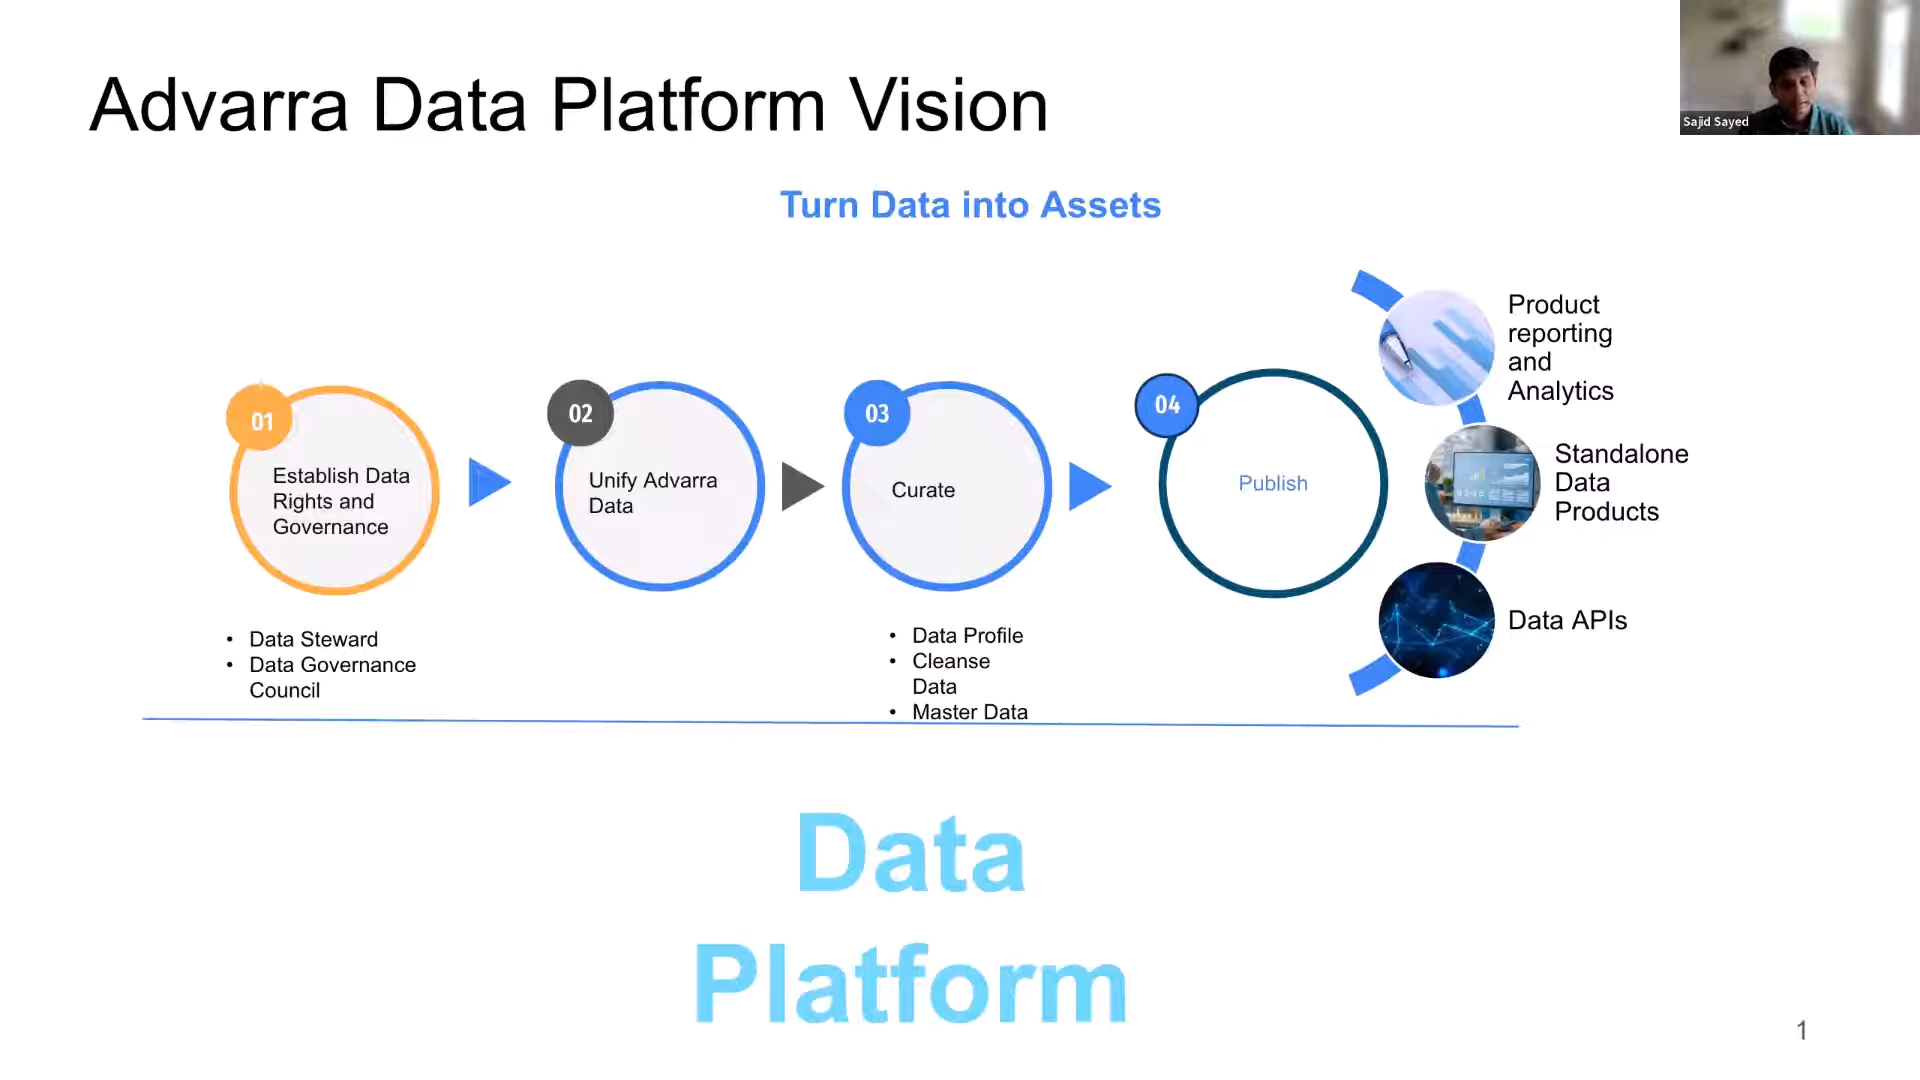 Advarra Data Platform Vision
Sajid Sayed
Turn Data into Assets
01
Establish Data
Rights and
Governance
• Data Steward
• Data Governance
Council
02
Unify Advarra
Data
03
Curate
• Data Profile
• Cleanse
Data
• Master Data
04
Publish
Product
reporting
and
Analytics
Standalone
Data
Products
Data APIs
Data
Platform
1